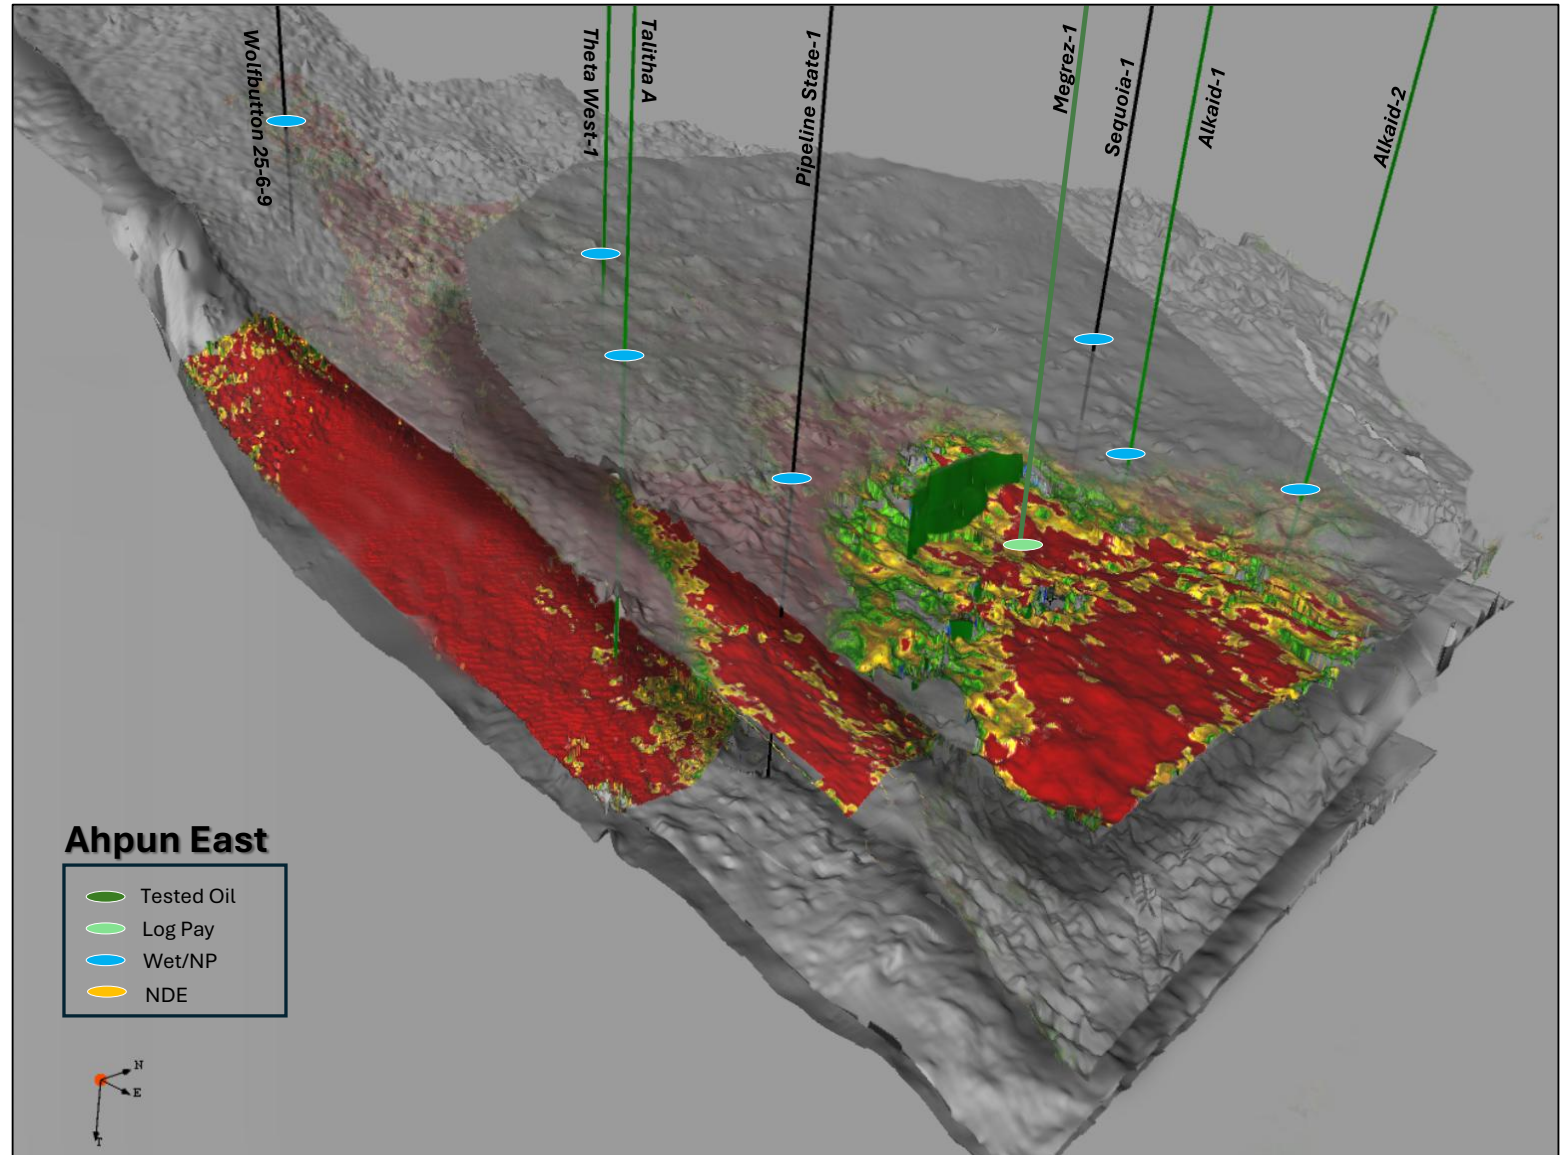 Wolfbutton 25-6-9
Theta West-1
Talitha A
Pipeline State-1
Megrez-1
Sequoia-1
Alkaid-1
Alkaid-2
Ahpun East
Tested Oil
Log Pay
Wet/NP
NDE
N
E
T